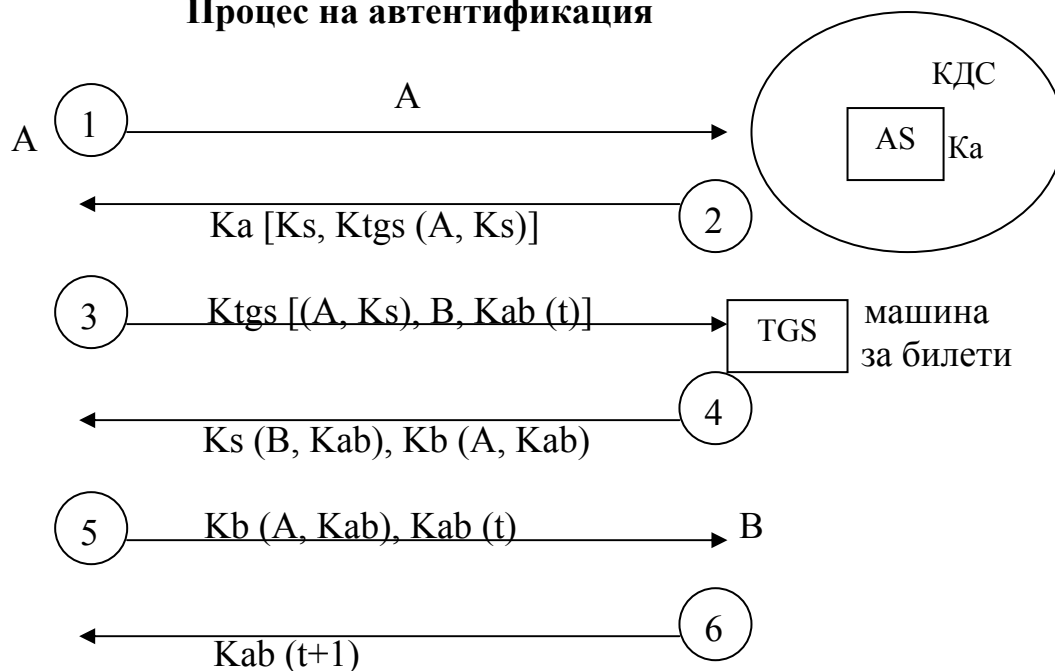 Процес на автентификация
КДС
A
1
A
AS
Ка
2
Ka [Ks, Ktgs (A, Ks)]
3
Ktgs [(A, Ks), B, Kab (t)]
TGS
машина
за билети
4
Ks (B, Kab), Kb (A, Kab)
5
Kb (A, Kab), Kab (t)
B
6
Kab (t+1)